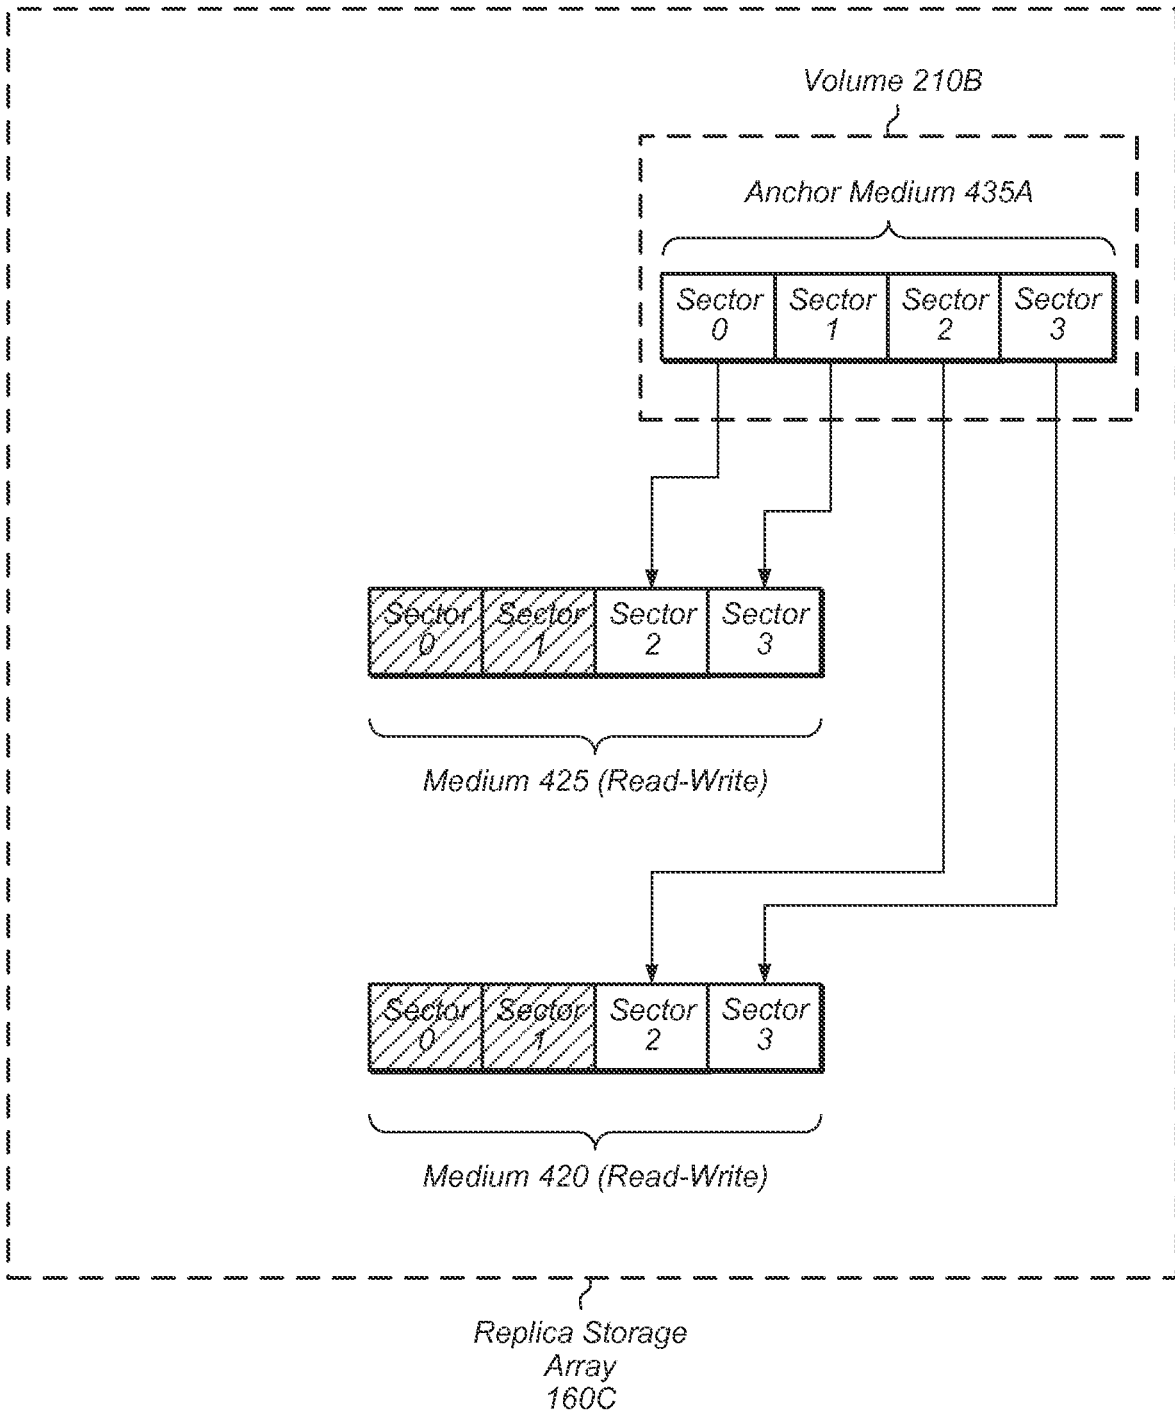 Volume 210B
Anchor Medium 435A
Sector 0
Sector 1
Sector 2
Sector 3
Sector 0
Sector 1
Sector 2
Sector 3
Medium 425 (Read-Write)
Sector 0
Sector 1
Sector 2
Sector 3
Medium 420 (Read-Write)
Replica Storage
Array
160C